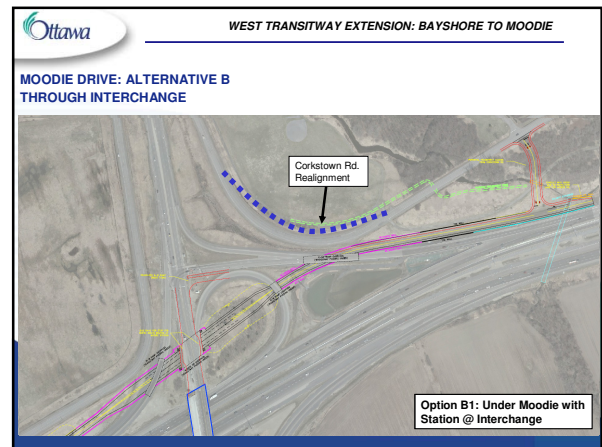 Ottawa
WEST TRANSITWAY EXTENSION: BAYSHORE TO MOODIE
MOODIE DRIVE: ALTERNATIVE B
THROUGH INTERCHANGE
Corkstown Rd.
Realignment
Option B1: Under Moodie with
Station @ Interchange